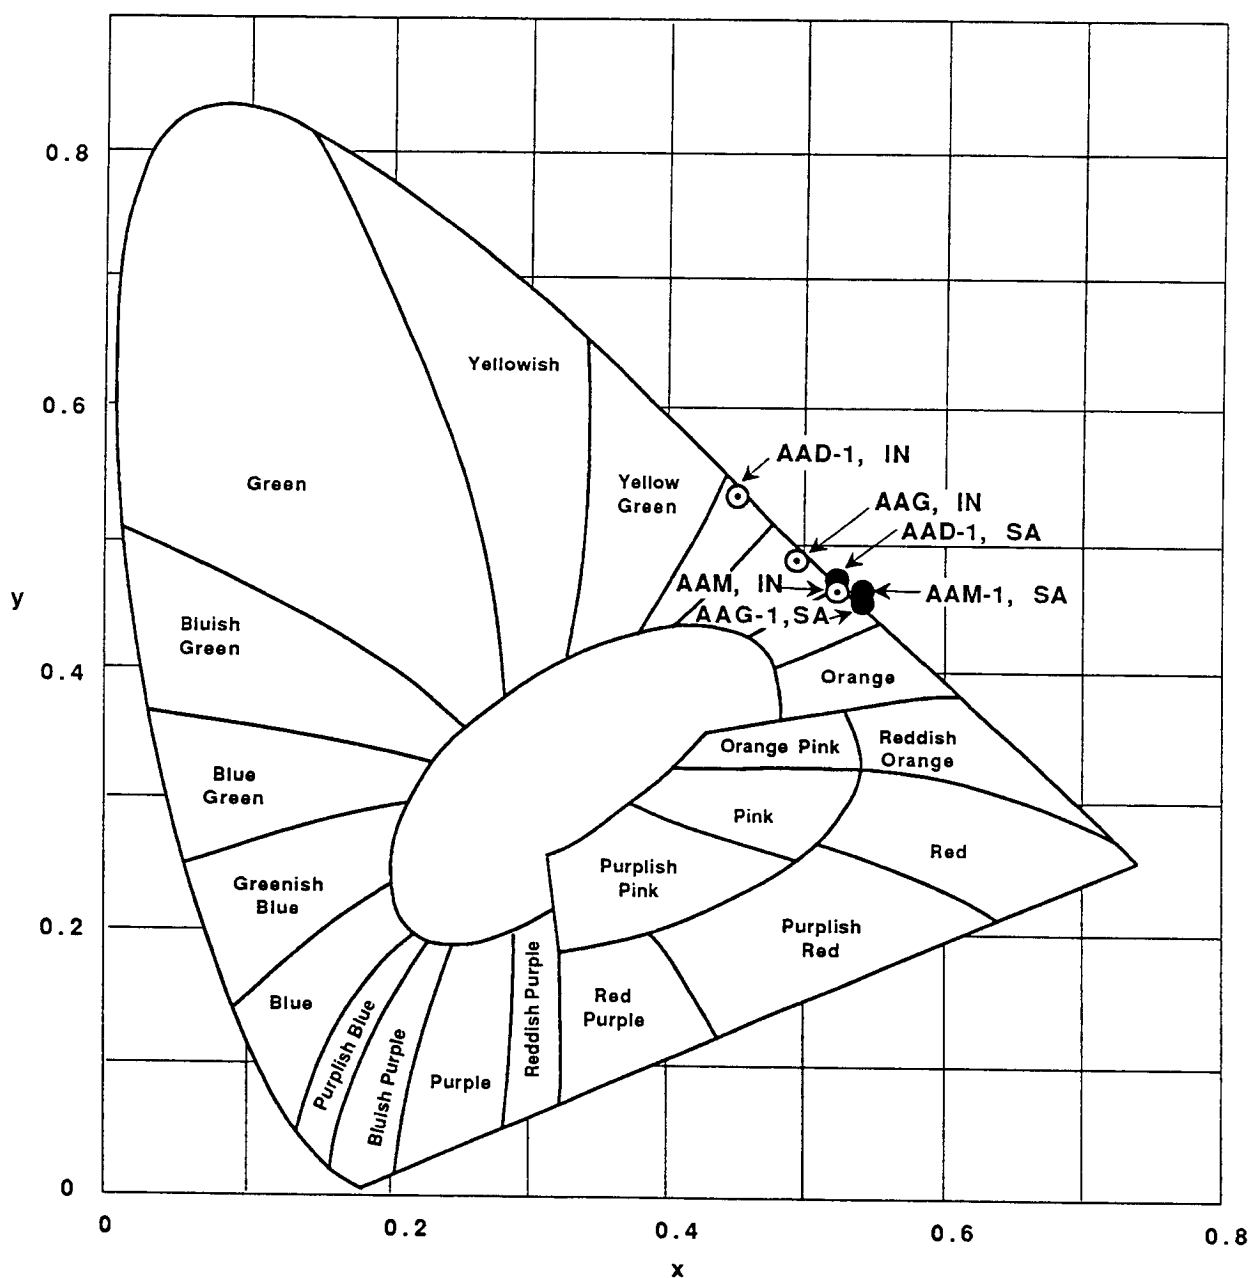 0.8
Yellowish
0.6
AAD-1, IN
Green
Yellow
Green
AAG, IN
AAD-1, SA
AAM, IN
AAM-1, SA
y
AAG-1,SA
Bluish
Green
0.4
Orange
Orange Pink
Reddish
Orange
Blue
Green
Pink
Red
Purplish
Pink
Greenish
Blue
0.2
Purplish
Red
Blue
Purplish Blue
Bluish Purple
Purple
Reddish Purple
Red
Purple
0
0
0.2
0.4
0.6
0.8
x